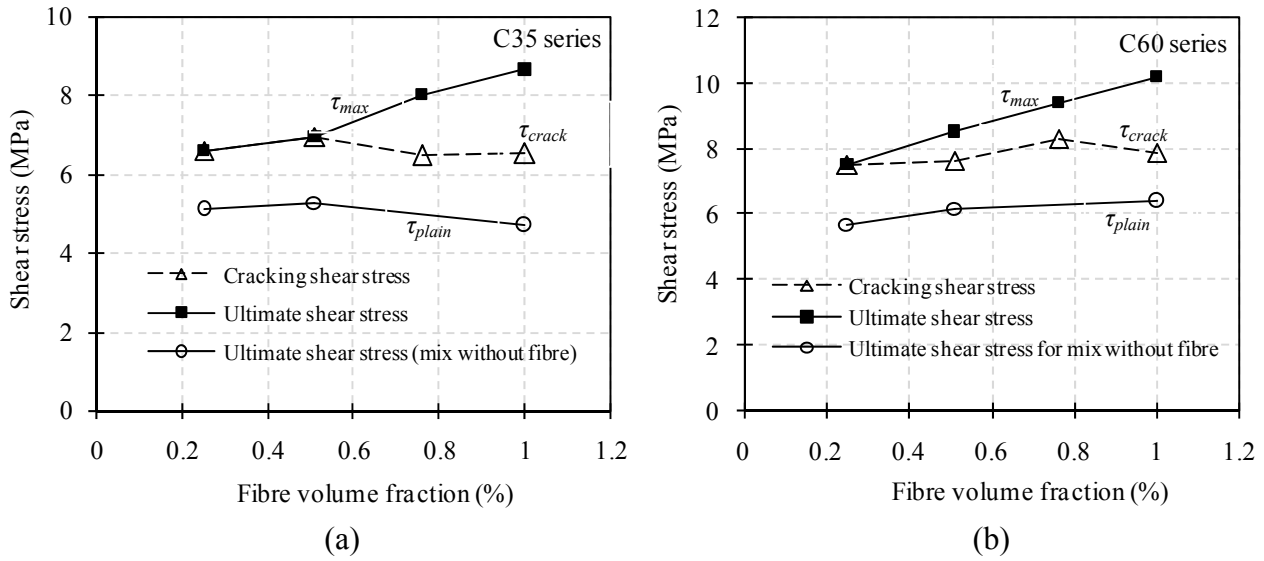 C35 series
10
8
6
4
2
0
Shear stress (MPa)
τmax
τcrack
τplain
Cracking shear stress
Ultimate shear stress
Ultimate shear stress (mix without fibre)
0 0.2 0.4 0.6 0.8 1 1.2
Fibre volume fraction (%)
(a)
C60 series
12
10
8
6
4
2
0
Shear stress (MPa)
τmax
τcrack
τplain
Cracking shear stress
Ultimate shear stress
Ultimate shear stress for mix without fibre
0 0.2 0.4 0.6 0.8 1 1.2
Fibre volume fraction (%)
(b)